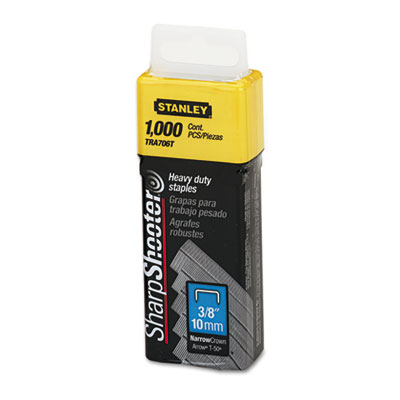 STANLEY
1,000 Cont.
PCS/Piezas
TRA706T
SharpShooter
Heavy duty
staples
Grapas para
trabajo pesado
Agrafes
robustes
3/8"
10mm
NarrowCrown
Arrow® T-50®